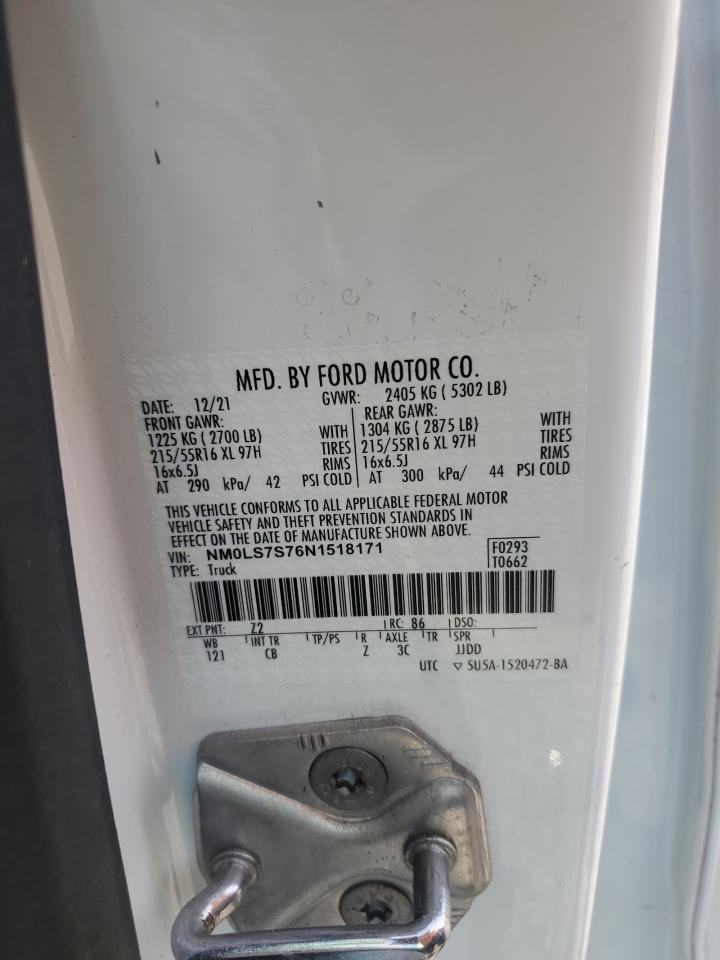 MFD. BY FORD MOTOR CO.
DATE: 12/21 GVWR: 2405 KG ( 5302 LB)
FRONT GAWR: REAR GAWR:
1225 KG ( 2700 LB) WITH 1304 KG ( 2875 LB) WITH
215/55R16 XL 97H TIRES 215/55R16 XL 97H TIRES
16x6.5J RIMS 16x6.5J RIMS
AT 290 kPa/ 42 PSI COLD AT 300 kPa/ 44 PSI COLD
THIS VEHICLE CONFORMS TO ALL APPLICABLE FEDERAL MOTOR
VEHICLE SAFETY AND THEFT PREVENTION STANDARDS IN
EFFECT ON THE DATE OF MANUFACTURE SHOWN ABOVE.
VIN: NM0LS7S76N1518171 F0293
TYPE: Truck T0662
EXT PNT: Z2 RC: 86 DSO:
WB INT TR TP/PS R AXLE TR SPR
121 CB Z 3C JJDD
UTC ▽ 5U5A-1520472-BA